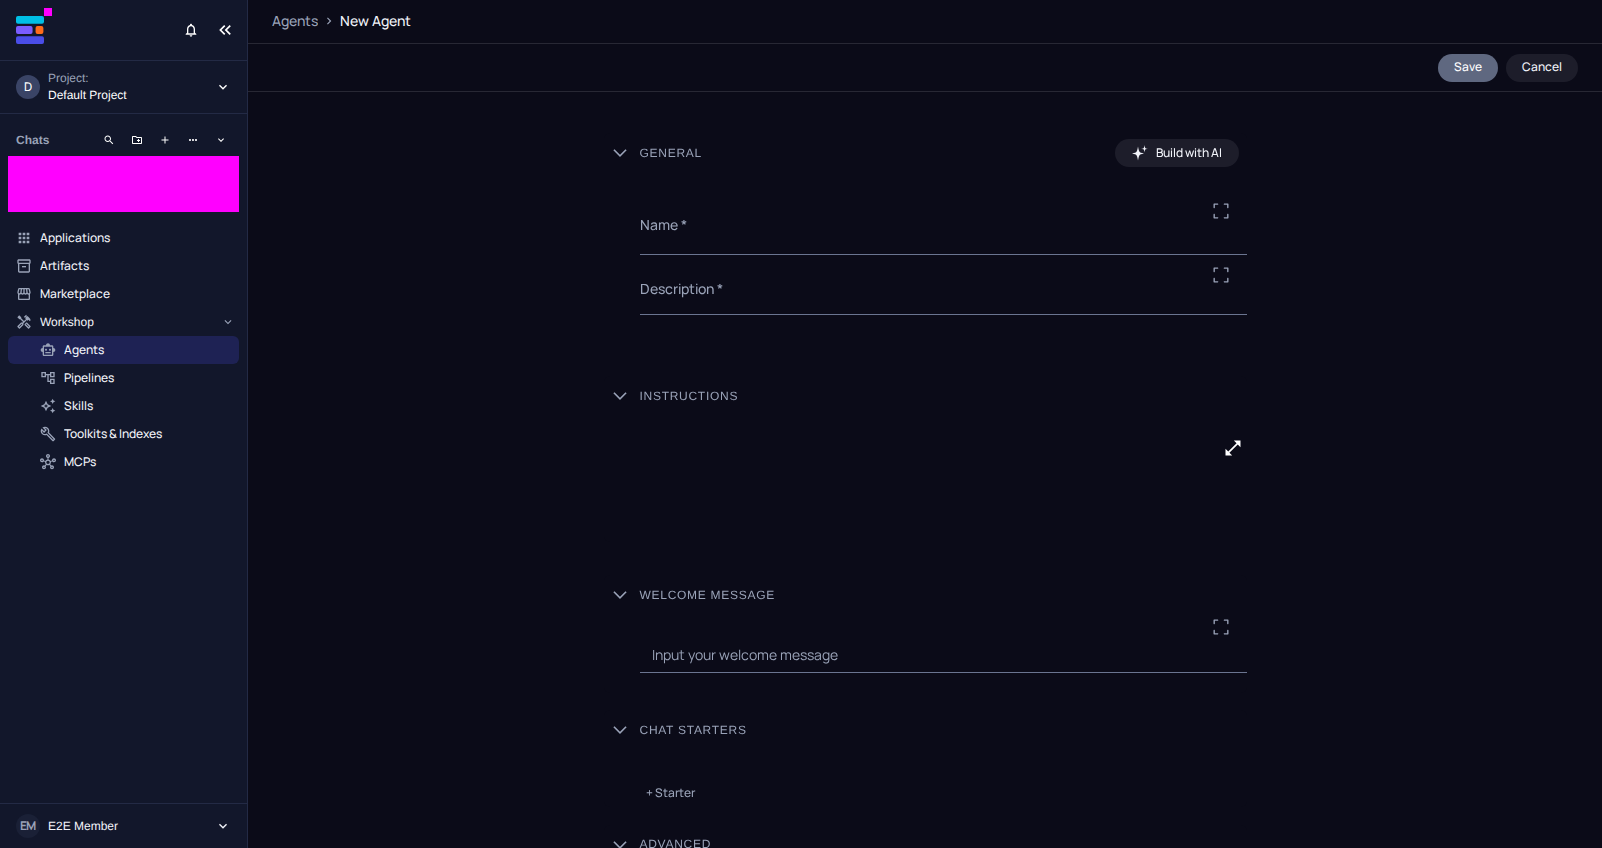 Agents > New Agent
Save
Cancel
D
Project:
Default Project
Chats
Applications
Artifacts
Marketplace
Workshop
Agents
Pipelines
Skills
Toolkits & Indexes
MCPs
EM
E2E Member
GENERAL
Build with AI
Name *
Description *
INSTRUCTIONS
WELCOME MESSAGE
Input your welcome message
CHAT STARTERS
+ Starter
ADVANCED